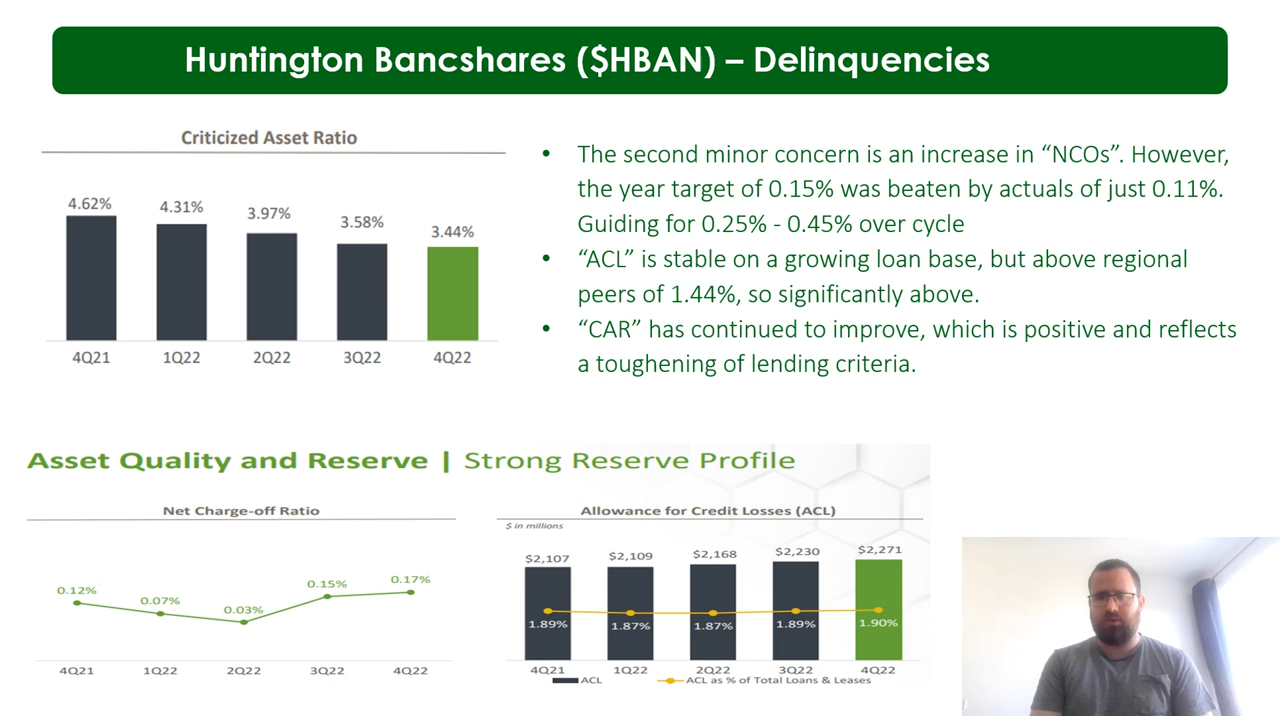 Huntington Bancshares ($HBAN) – Delinquencies
Criticized Asset Ratio
4.62% 4.31% 3.97% 3.58% 3.44%
4Q21 1Q22 2Q22 3Q22 4Q22
• The second minor concern is an increase in “NCOs”. However,
the year target of 0.15% was beaten by actuals of just 0.11%.
Guiding for 0.25% - 0.45% over cycle
• “ACL” is stable on a growing loan base, but above regional
peers of 1.44%, so significantly above.
• “CAR” has continued to improve, which is positive and reflects
a toughening of lending criteria.
Asset Quality and Reserve | Strong Reserve Profile
Net Charge-off Ratio
0.12% 0.07% 0.03% 0.15% 0.17%
4Q21 1Q22 2Q22 3Q22 4Q22
Allowance for Credit Losses (ACL)
$ in millions
$2,107 $2,109 $2,168 $2,230 $2,271
1.89% 1.87% 1.87% 1.89% 1.90%
4Q21 1Q22 2Q22 3Q22 4Q22
ACL ACL as % of Total Loans & Leases